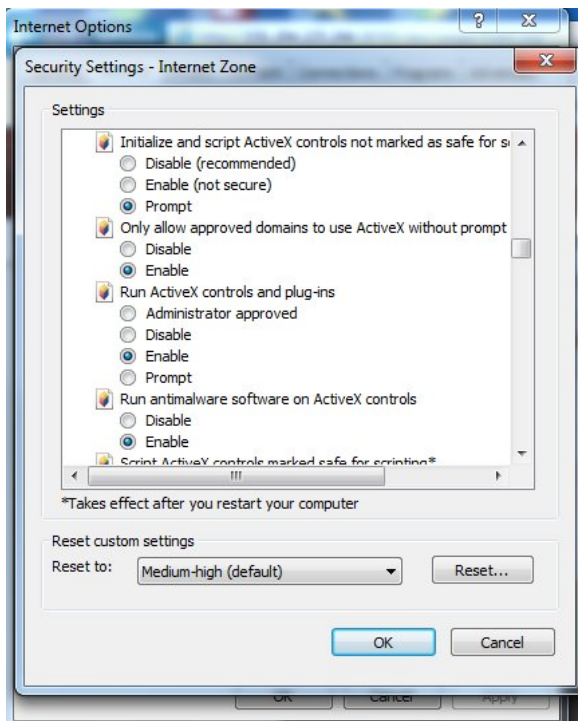 Internet Options
Security Settings - Internet Zone
Settings
Initialize and script ActiveX controls not marked as safe for s
Disable (recommended)
Enable (not secure)
Prompt
Only allow approved domains to use ActiveX without prompt
Disable
Enable
Run ActiveX controls and plug-ins
Administrator approved
Disable
Enable
Prompt
Run antimalware software on ActiveX controls
Disable
Enable
Script ActiveX controls marked safe for scripting*
*Takes effect after you restart your computer
Reset custom settings
Reset to: Medium-high (default) Reset...
OK Cancel
OK Cancel Apply